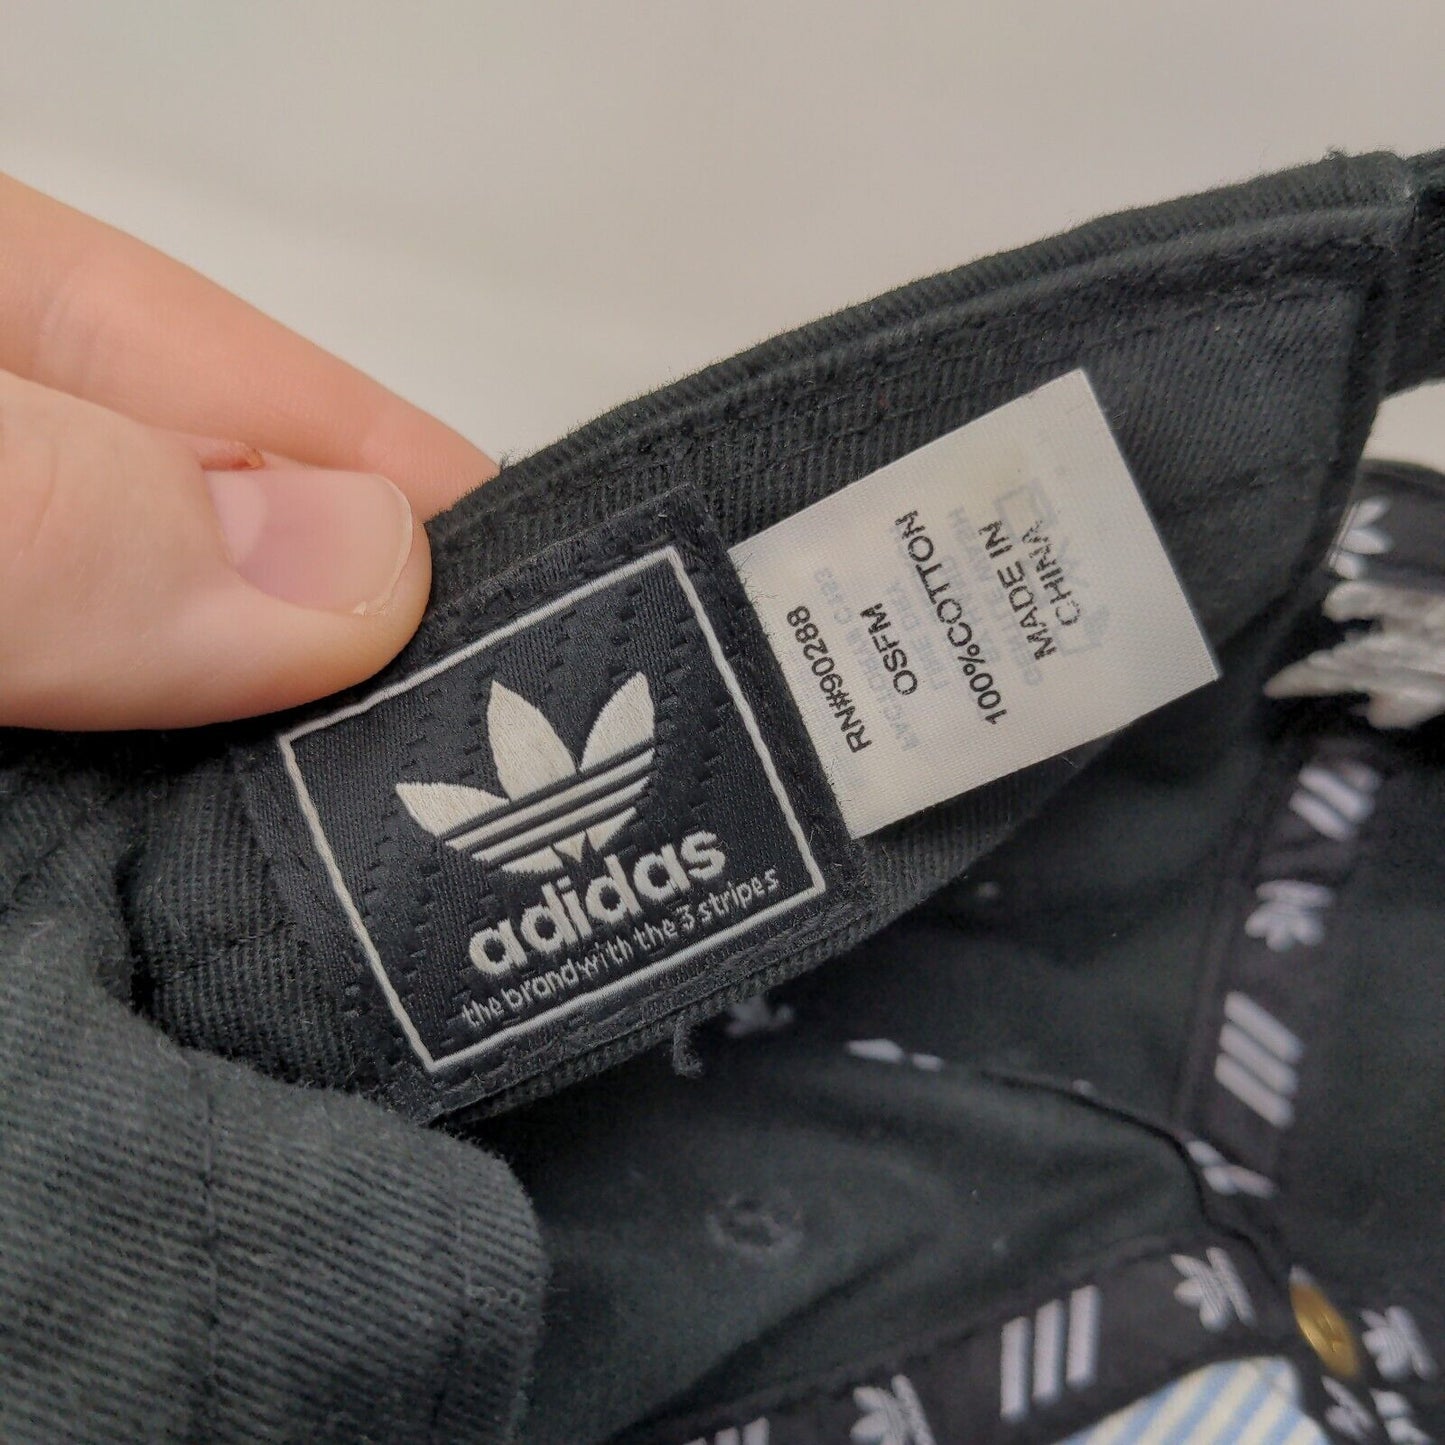 adidas
the brand with the 3 stripes
RN#90288
OSFM
100%COTTON
MADE IN
CHINA